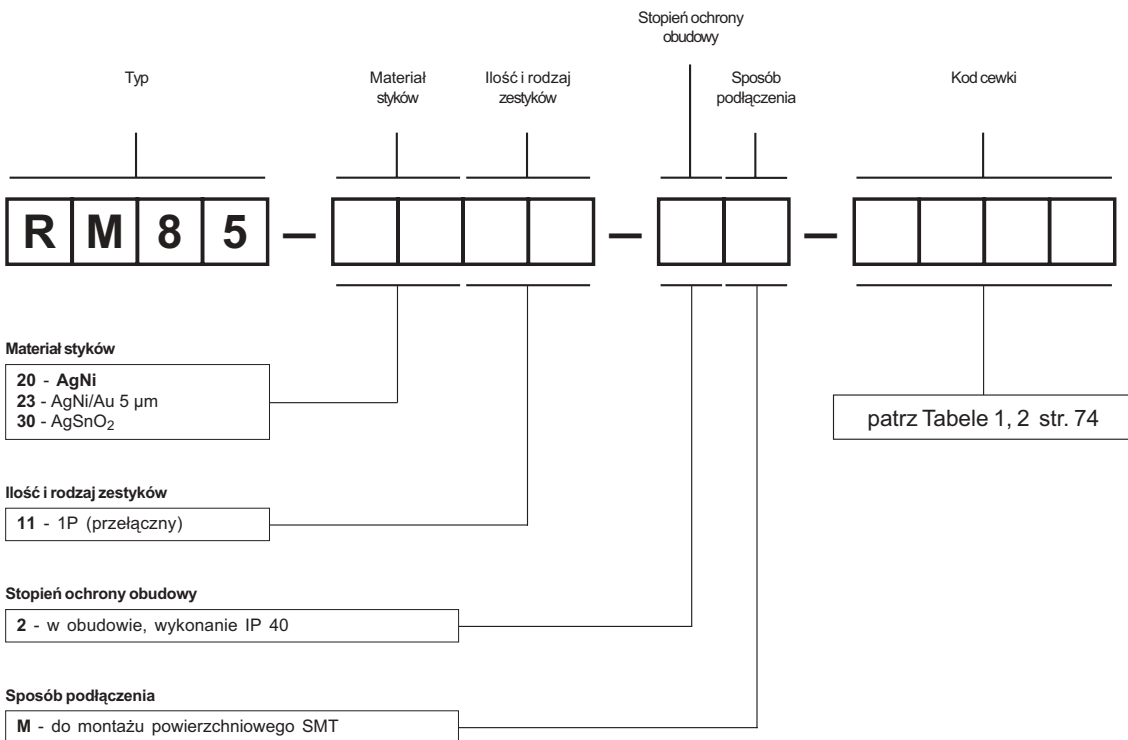 Stopień ochrony
obudowy
Typ
Materiał
styków
Ilość i rodzaj
zestyków
Sposób
podłączenia
Kod cewki
R M 8 5 – – –
Materiał styków
20 - AgNi
23 - AgNi/Au 5 µm
30 - AgSnO₂
patrz Tabele 1, 2 str. 74
Ilość i rodzaj zestyków
11 - 1P (przełączny)
Stopień ochrony obudowy
2 - w obudowie, wykonanie IP 40
Sposób podłączenia
M - do montażu powierzchniowego SMT